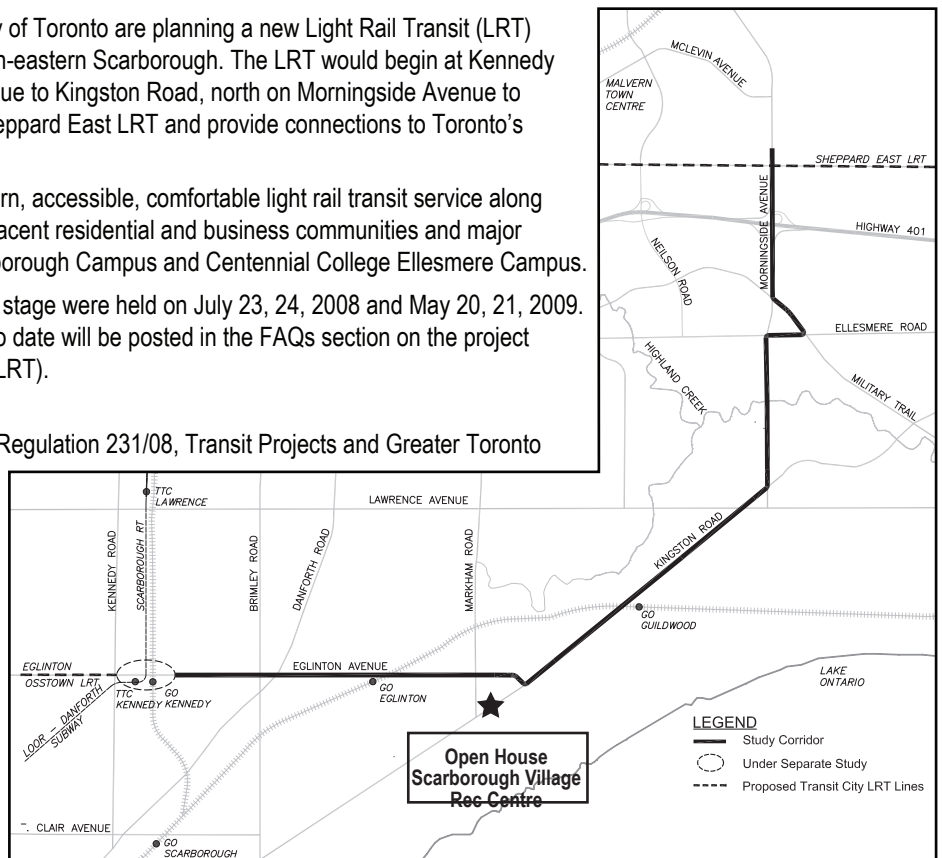 y of Toronto are planning a new Light Rail Transit (LRT)
n-eastern Scarborough. The LRT would begin at Kennedy
ue to Kingston Road, north on Morningside Avenue to
eppard East LRT and provide connections to Toronto's
rn, accessible, comfortable light rail transit service along
acent residential and business communities and major
borough Campus and Centennial College Ellesmere Campus.
stage were held on July 23, 24, 2008 and May 20, 21, 2009.
o date will be posted in the FAQs section on the project
LRT).
Regulation 231/08, Transit Projects and Greater Toronto
MCLEVIN AVENUE
MALVERN
TOWN
CENTRE
SHEPPARD EAST LRT
MORNINGSIDE AVENUE
HIGHWAY 401
NEILSON ROAD
ELLESMERE ROAD
HIGHLAND CREEK
MILITARY TRAIL
TTC
LAWRENCE
LAWRENCE AVENUE
KENNEDY ROAD
SCARBOROUGH RT
BRIMLEY ROAD
DANFORTH ROAD
MARKHAM ROAD
KINGSTON ROAD
GO
GUILDWOOD
EGLINTON
OSSTOWN LRT
EGLINTON AVENUE
TTC
KENNEDY
GO
KENNEDY
GO
EGLINTON
LOOR - DANFORTH
SUBWAY
LAKE
ONTARIO
Open House
Scarborough Village
Rec Centre
LEGEND
Study Corridor
Under Separate Study
Proposed Transit City LRT Lines
. CLAIR AVENUE
GO
SCARBOROUGH